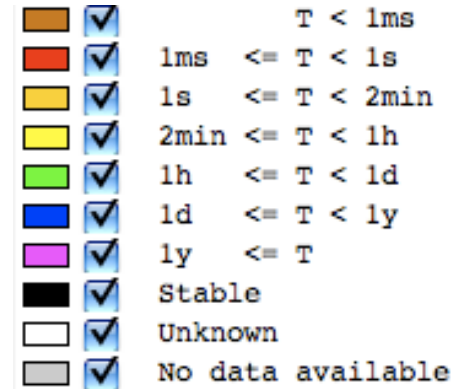 T < 1ms
1ms <= T < 1s
1s <= T < 2min
2min <= T < 1h
1h <= T < 1d
1d <= T < 1y
1y <= T
Stable
Unknown
No data available